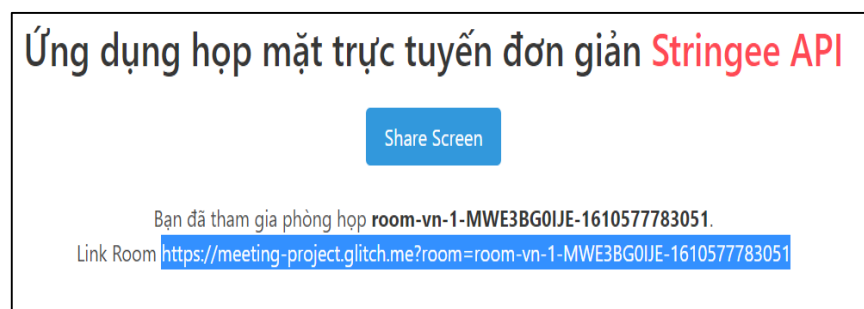 Ứng dụng họp mặt trực tuyến đơn giản Stringee API
Share Screen
Bạn đã tham gia phòng họp room-vn-1-MWE3BG0IJE-1610577783051.
Link Room https://meeting-project.glitch.me?room=room-vn-1-MWE3BG0IJE-1610577783051